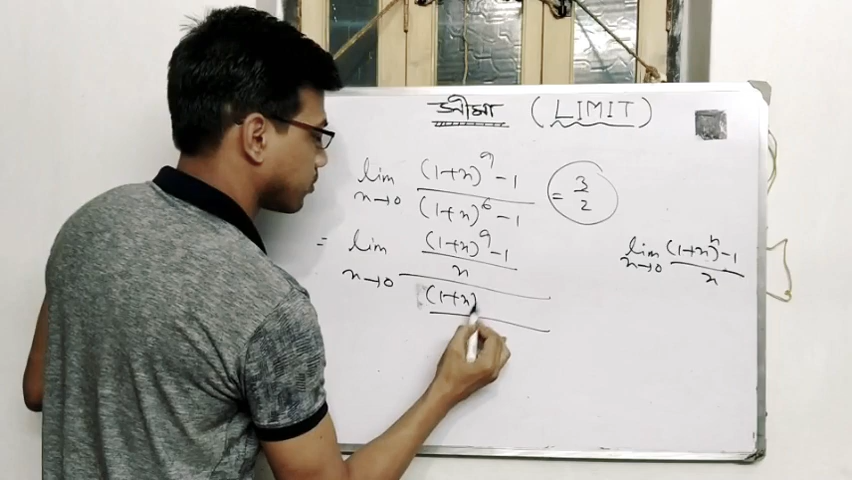 সীমা (LIMIT)
lim x→0 (1+x)^9 - 1 / (1+x)^6 - 1 = 3/2
= lim x→0 (1+x)^9 - 1 / x
(1+x)
lim x→0 (1+x)^n - 1 / x